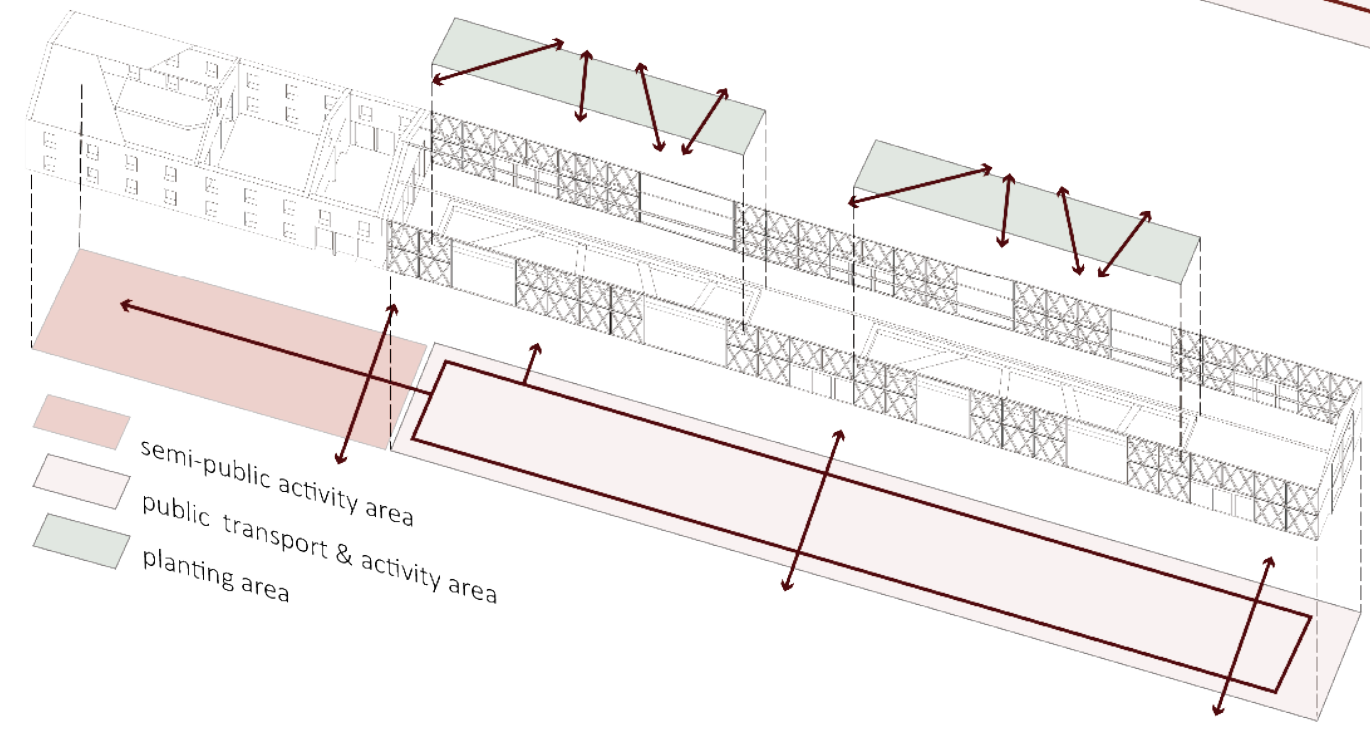 semi-public activity area
public transport & activity area
planting area